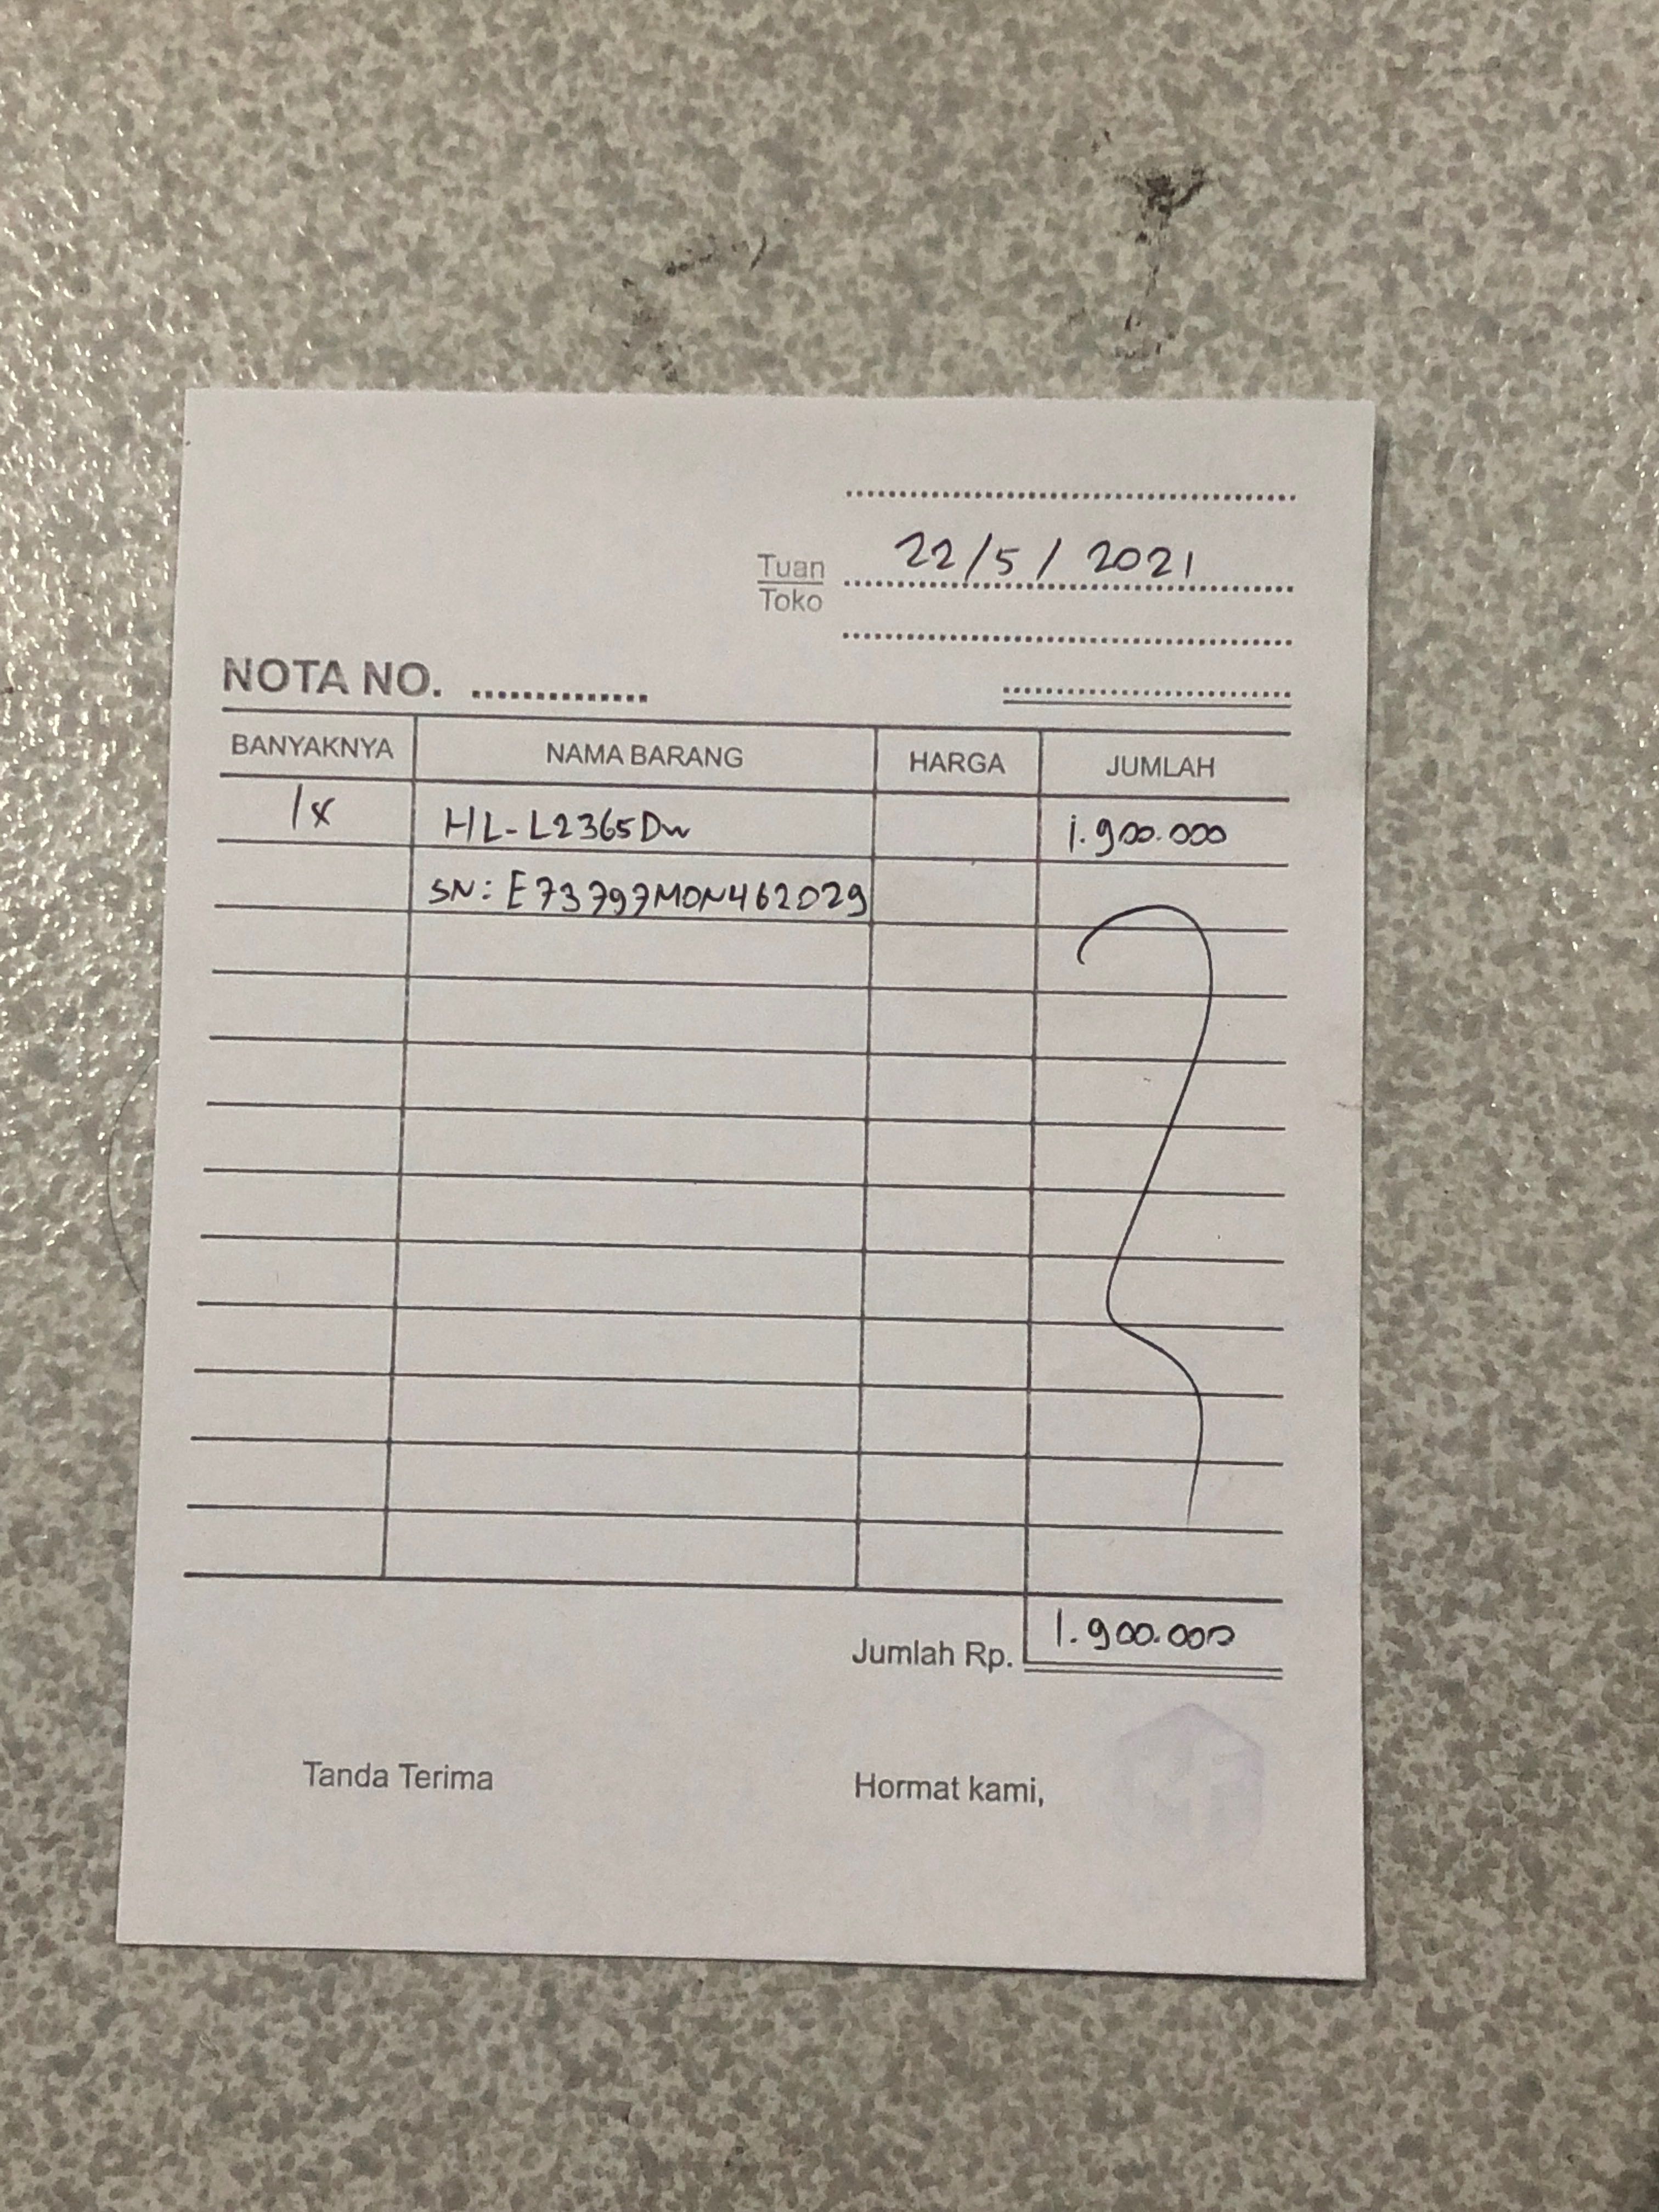 22/5/2021
Tuan
Toko
NOTA NO. ..............
BANYAKNYA NAMA BARANG HARGA JUMLAH
1x HL-L2365Dw 1.900.000
SN: E73797M0N462029
Jumlah Rp. 1.900.000
Tanda Terima Hormat kami,